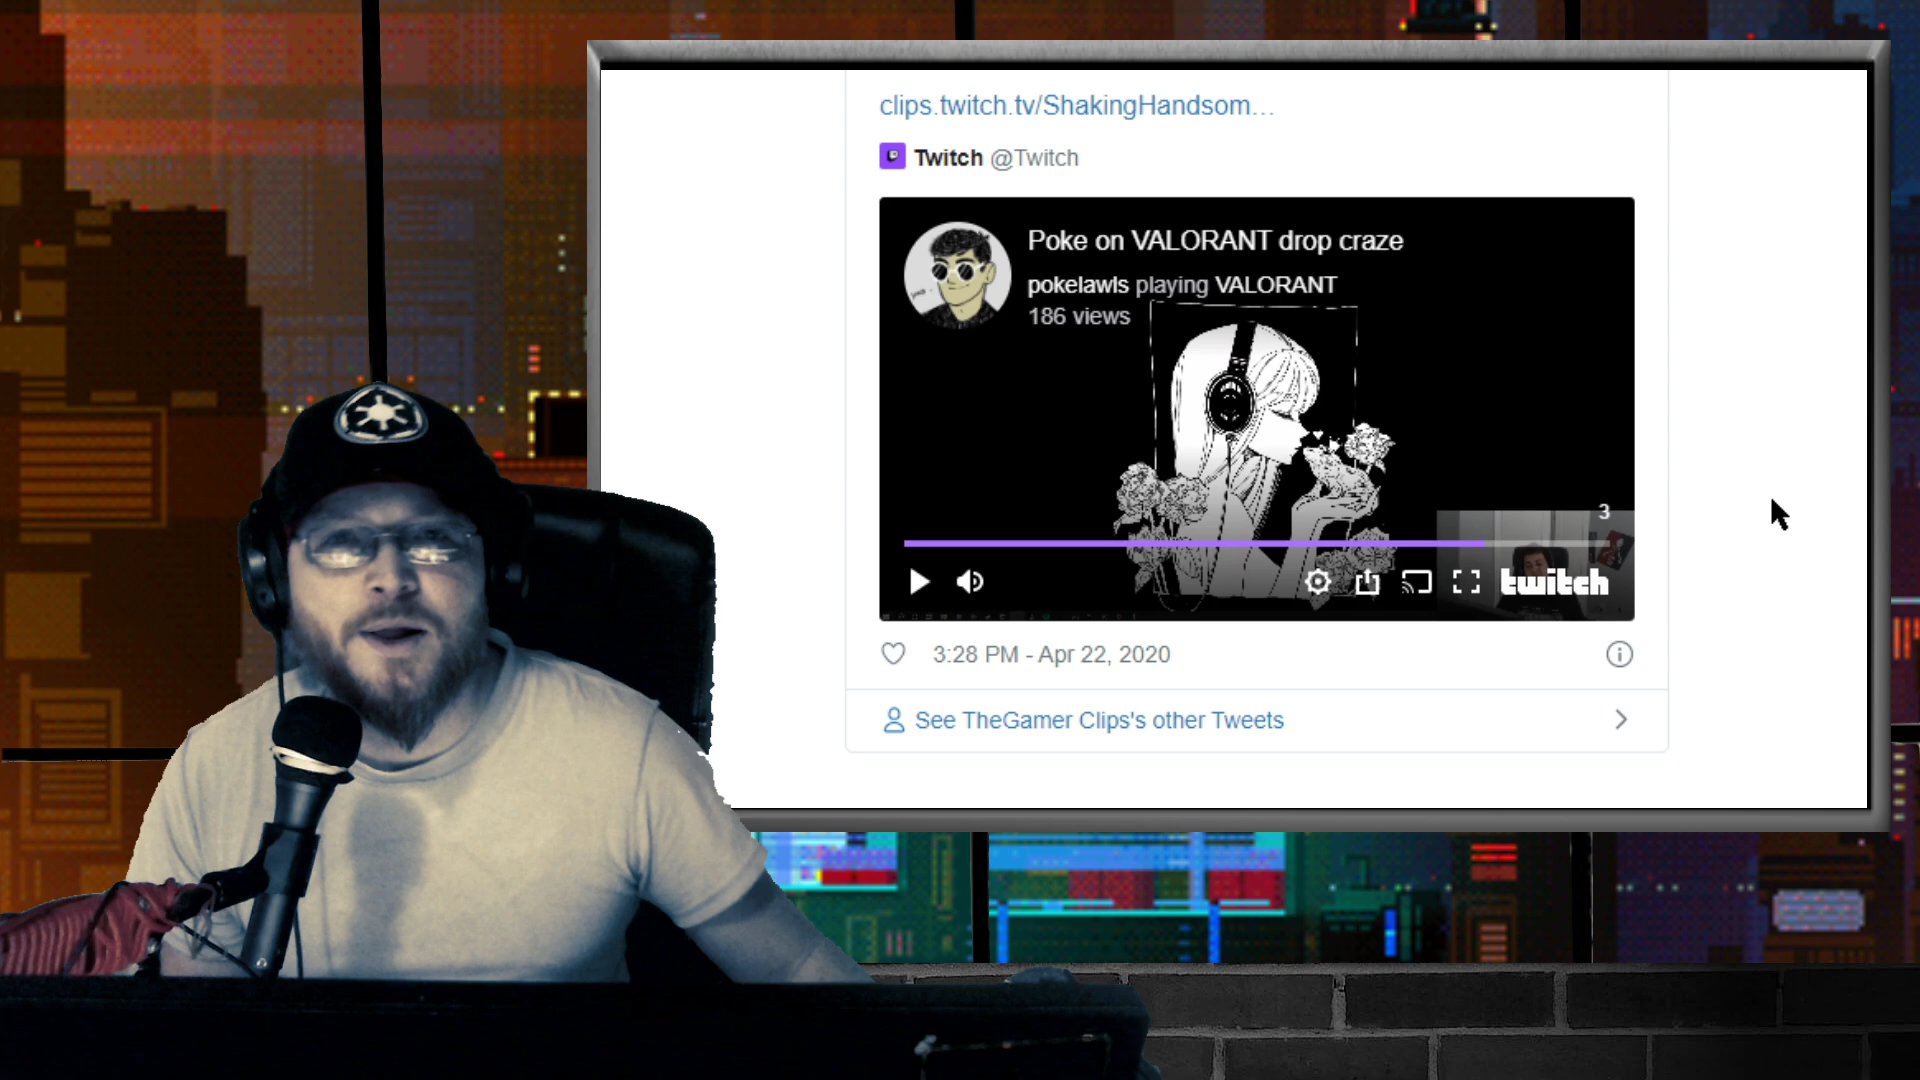 clips.twitch.tv/ShakingHandsom…
Twitch @Twitch
Poke on VALORANT drop craze
pokelawls playing VALORANT
186 views
3
twitch
3:28 PM - Apr 22, 2020
See TheGamer Clips's other Tweets